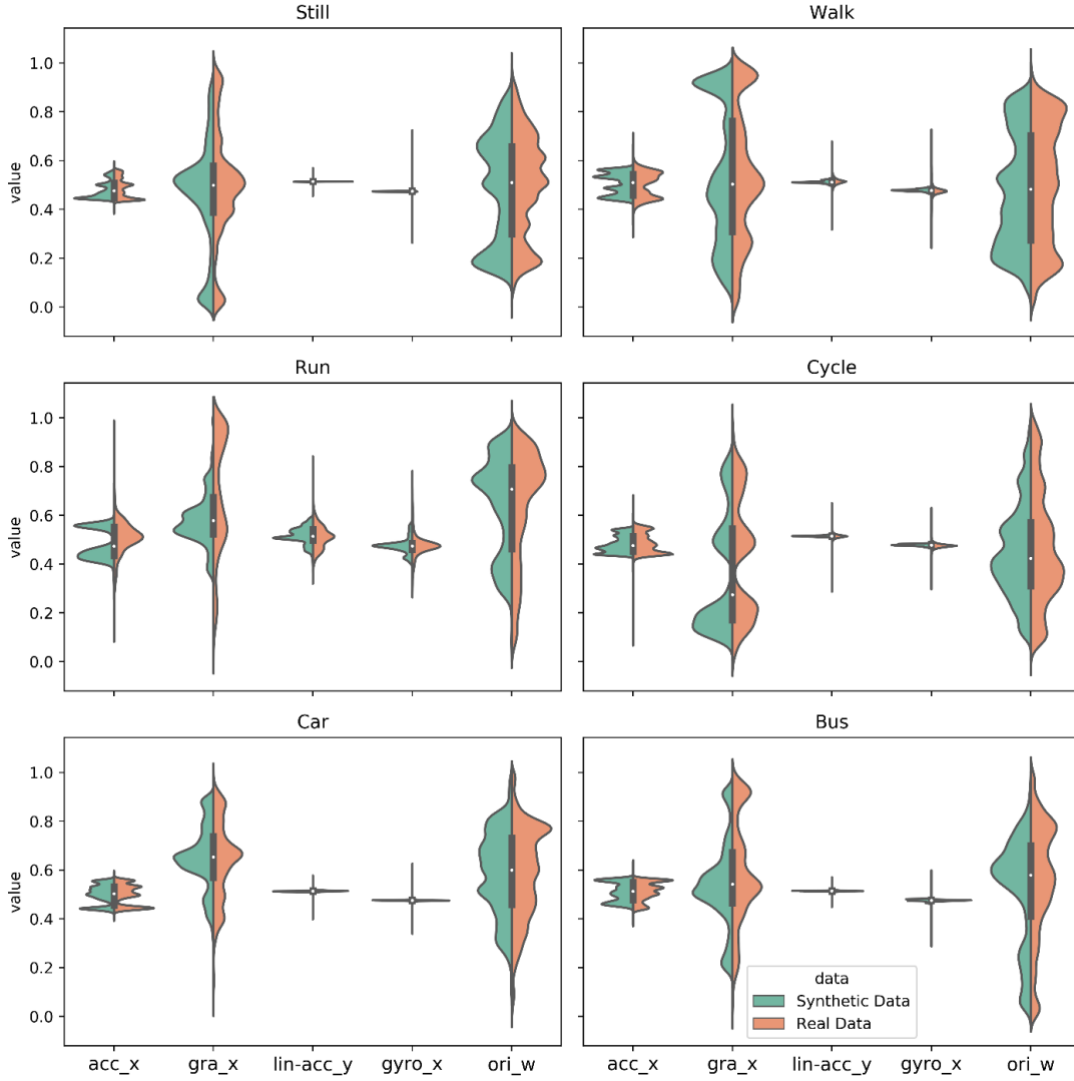 Still
Walk
1.0
0.8
0.6
0.4
0.2
0.0
value
Run
Cycle
1.0
0.8
0.6
0.4
0.2
0.0
value
Car
Bus
1.0
0.8
0.6
0.4
0.2
0.0
value
data
Synthetic Data
Real Data
acc_x gra_x lin-acc_y gyro_x ori_w
acc_x gra_x lin-acc_y gyro_x ori_w